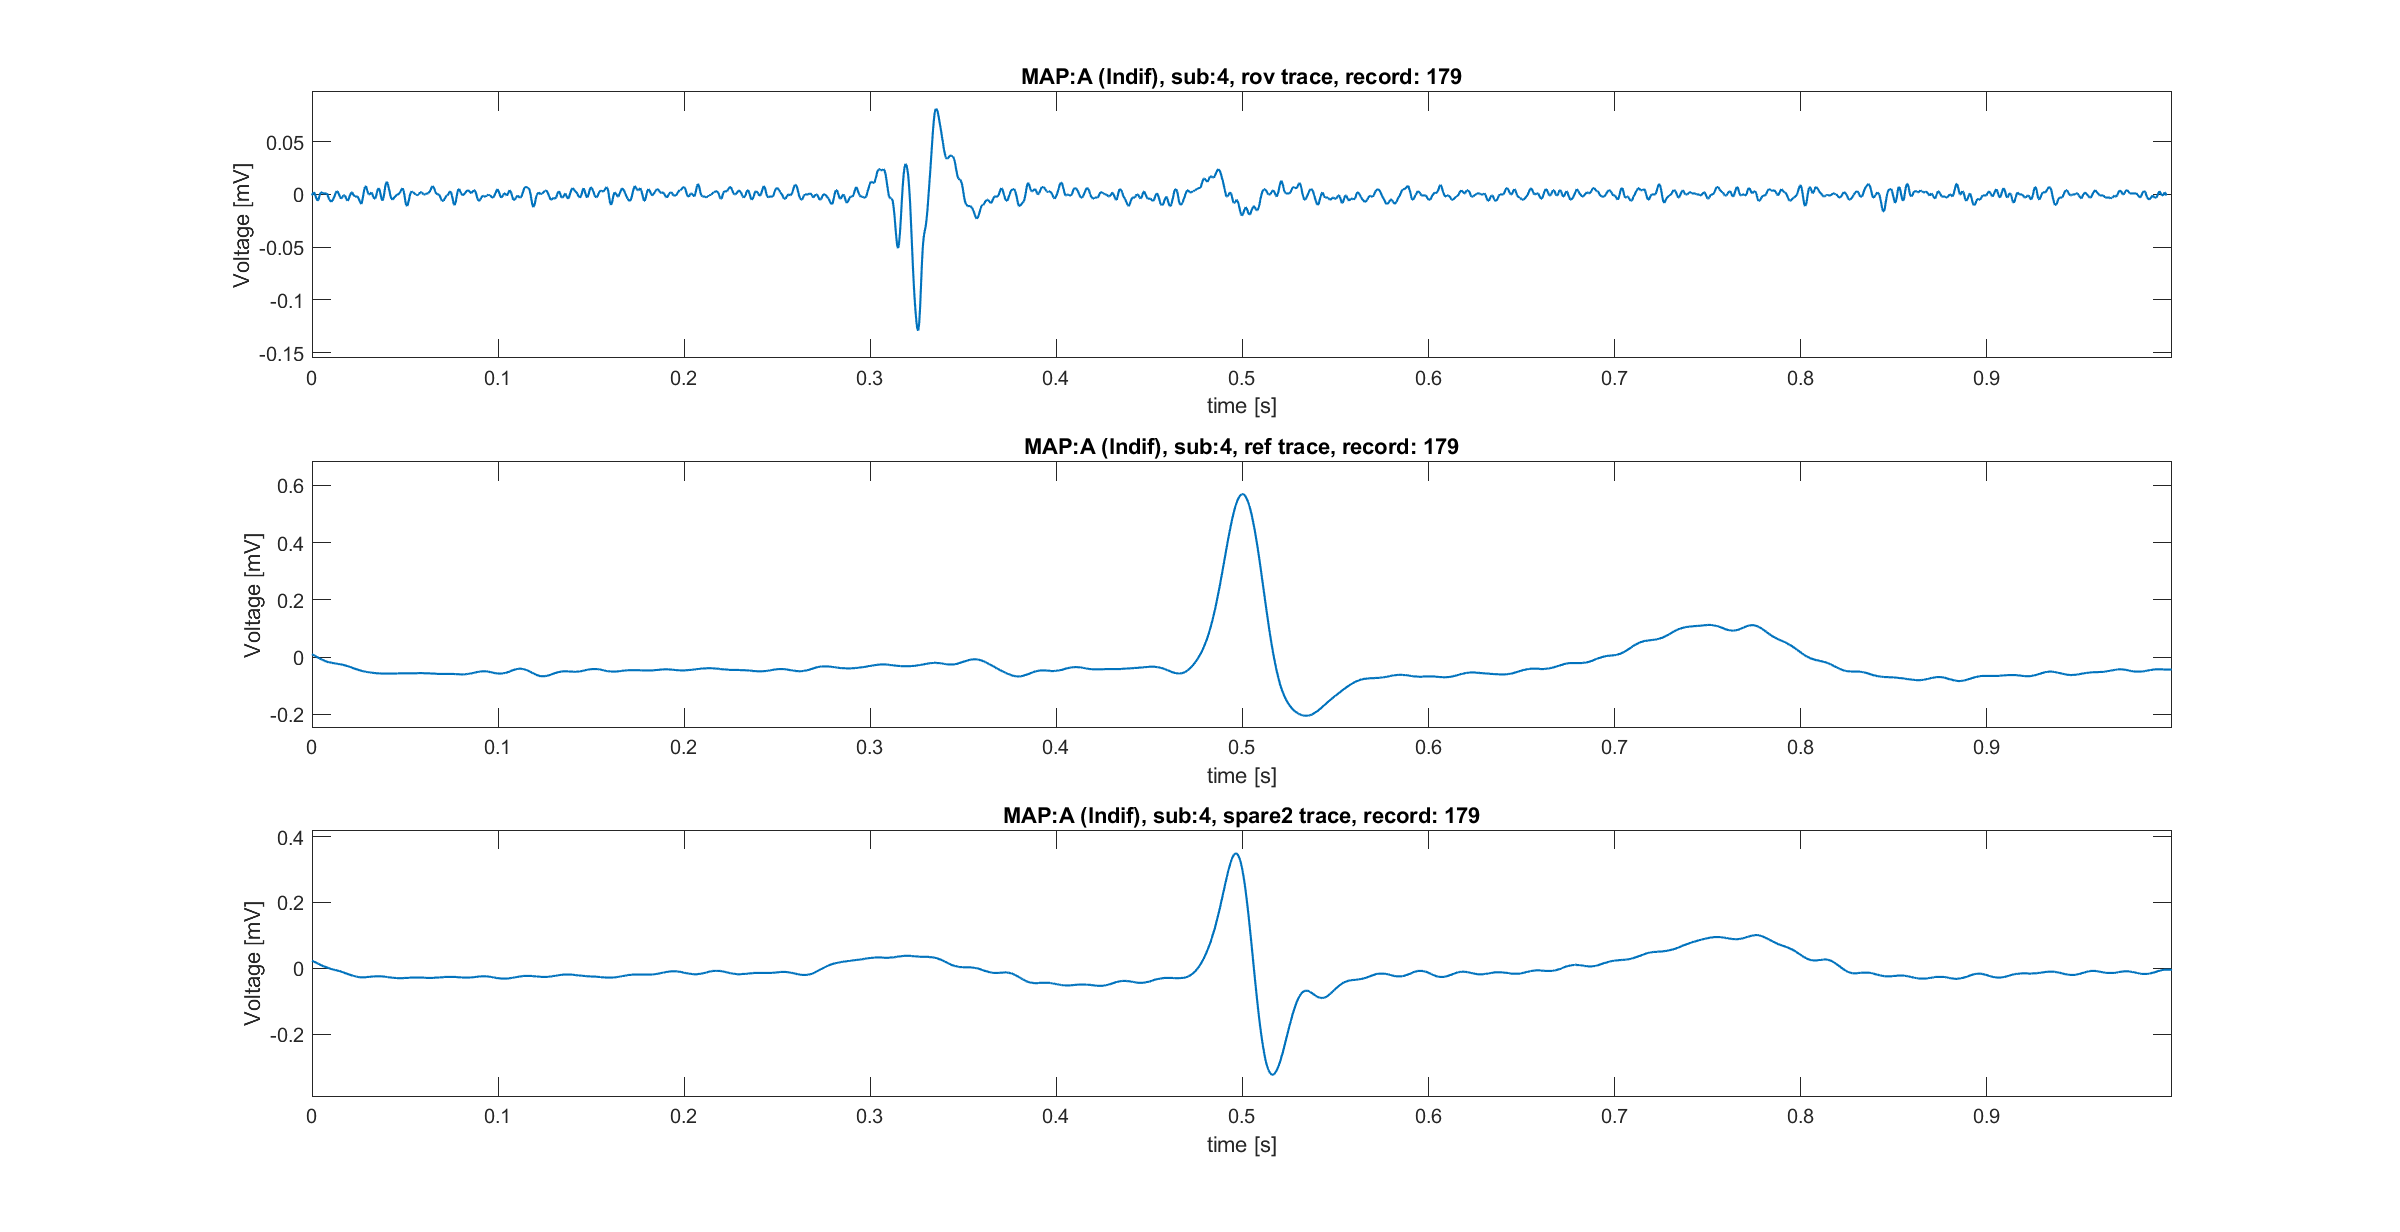 MAP:A (Indif), sub:4, rov trace, record: 179
Voltage [mV]
0.05
0
-0.05
-0.1
-0.15
0 0.1 0.2 0.3 0.4 0.5 0.6 0.7 0.8 0.9
time [s]
MAP:A (Indif), sub:4, ref trace, record: 179
Voltage [mV]
0.6
0.4
0.2
0
-0.2
0 0.1 0.2 0.3 0.4 0.5 0.6 0.7 0.8 0.9
time [s]
MAP:A (Indif), sub:4, spare2 trace, record: 179
Voltage [mV]
0.4
0.2
0
-0.2
0 0.1 0.2 0.3 0.4 0.5 0.6 0.7 0.8 0.9
time [s]